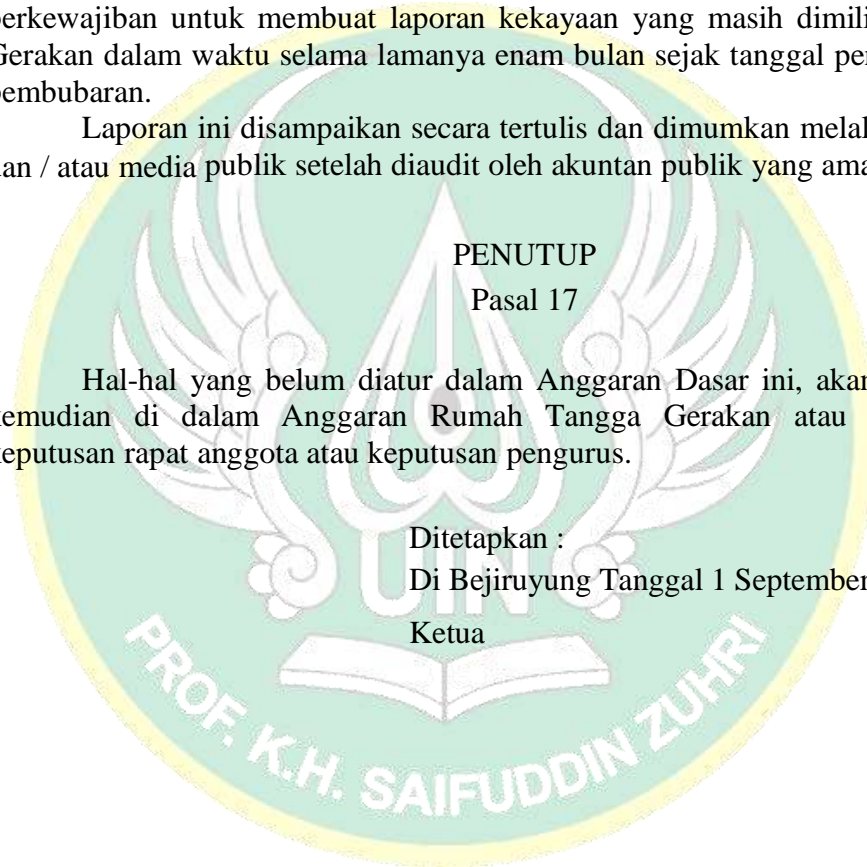 berkewajiban untuk membuat laporan kekayaan yang masih dimili
Gerakan dalam waktu selama lamanya enam bulan sejak tanggal per
pembubaran.
Laporan ini disampaikan secara tertulis dan dimumkan melal
dan / atau media publik setelah diaudit oleh akuntan publik yang ama
PENUTUP
Pasal 17
Hal-hal yang belum diatur dalam Anggaran Dasar ini, akan
kemudian di dalam Anggaran Rumah Tangga Gerakan atau
keputusan rapat anggota atau keputusan pengurus.
Ditetapkan :
Di Bejiruyung Tanggal 1 September
Ketua
UIN
PROF. K.H. SAIFUDDIN ZUHRI